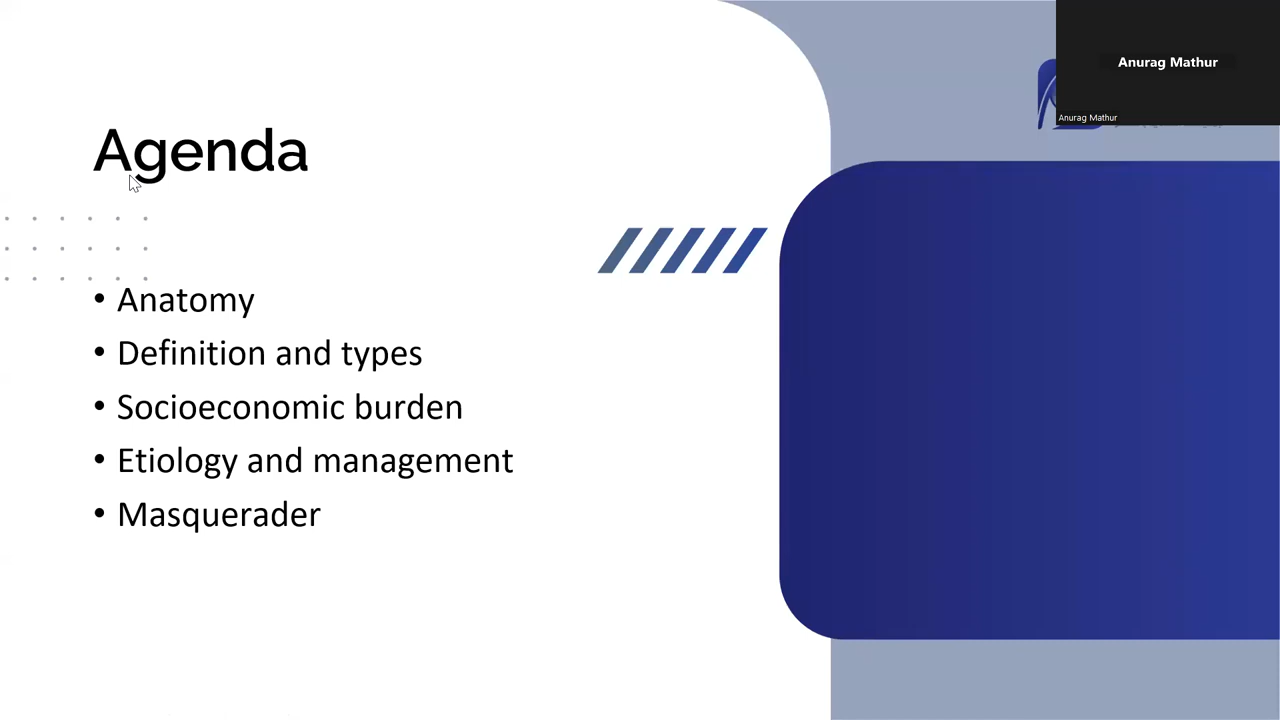 Anurag Mathur
Anurag Mathur
Agenda
• Anatomy
• Definition and types
• Socioeconomic burden
• Etiology and management
• Masquerader